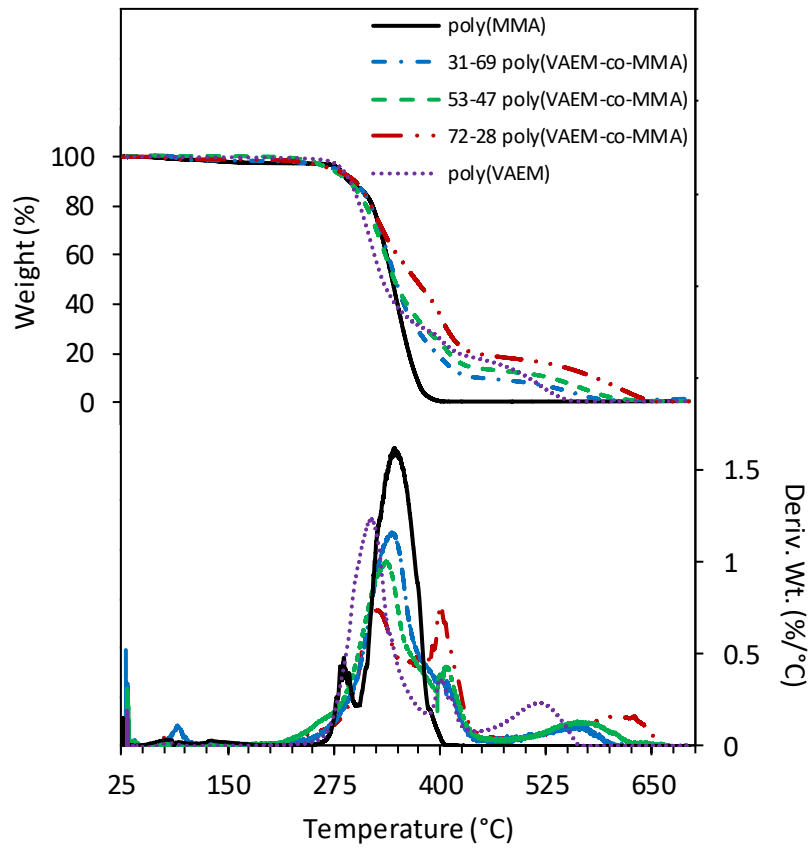 poly(MMA)
31-69 poly(VAEM-co-MMA)
53-47 poly(VAEM-co-MMA)
72-28 poly(VAEM-co-MMA)
poly(VAEM)
100
80
60
40
20
0
Weight (%)
1.5
1
0.5
0
Deriv. Wt. (%/°C)
25 150 275 400 525 650
Temperature (°C)